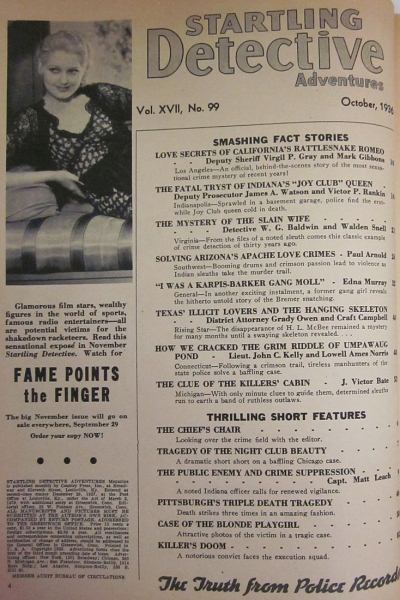 STARTLING
Detective
Adventures
Vol. XVII, No. 99
October, 1936
SMASHING FACT STORIES
LOVE SECRETS OF CALIFORNIA'S RATTLESNAKE ROMEO
- Deputy Sheriff Virgil P. Gray and Mark Gibbons
Los Angeles—An official, behind-the-scenes story of the most sensa-
tional crime mystery of recent years!
THE FATAL TRYST OF INDIANA'S "JOY CLUB" QUEEN
Deputy Prosecutor James A. Watson and Victor P. Rankin
Indianapolis—Sprawled in a basement garage, police find the
while Joy Club queen cold in death.
THE MYSTERY OF THE SLAIN WIFE
Detective W. G. Baldwin and Walden Snell
Virginia—From the files of a noted sleuth comes this classic example
of crime detection of thirty years ago.
SOLVING ARIZONA'S APACHE LOVE CRIMES - Paul Arnold
Southwest—Booming drums and crimson passion lead to violence as
Indian sleuths take the murder trail.
"I WAS A KARPIS-BARKER GANG MOLL" - Edna Murray
General—In another exciting instalment, a former gang girl reveals
the hitherto untold story of the Bremer snatching.
TEXAS' ILLICIT LOVERS AND THE HANGING SKELETON
- District Attorney Grady Owen and Craft Campbell
Rising Star—The disappearance of H. L. McBee remained a mystery
for many months until a swaying skeleton revealed. . . .
HOW WE CRACKED THE GRIM RIDDLE OF UMPAWAUG
POND - Lieut. John C. Kelly and Lowell Ames Norris
Connecticut—Following a crimson trail, tireless manhunters of the
state police solve a baffling case.
THE CLUE OF THE KILLERS' CABIN - J. Victor Bate
Michigan—With only minute clues to guide them, determined sleuths
run to earth a band of ruthless outlaws.
THRILLING SHORT FEATURES
THE CHIEF'S CHAIR
Looking over the crime field with the editor.
TRAGEDY OF THE NIGHT CLUB BEAUTY
A dramatic short story on a baffling Chicago case.
THE PUBLIC ENEMY AND CRIME SUPPRESSION
- Capt. Matt Leach
A noted Indiana officer calls for renewed vigilance.
PITTSBURGH'S TRIPLE DEATH TRAGEDY
Death strikes three times in an amazing fashion.
CASE OF THE BLONDE PLAYGIRL
Attractive photos of the victim in a tragic case.
KILLER'S DOOM
A notorious convict faces the execution squad.
The Truth from Police Records
Glamorous film stars, wealthy
figures in the world of sports,
famous radio entertainers—all
are potential victims for the
shakedown racketeers. Read this
sensational exposé in November
Startling Detective. Watch for
FAME POINTS
the FINGER
The big November issue will go on
sale everywhere, September 29
Order your copy NOW!
STARTLING DETECTIVE ADVENTURES Magazine
MEMBER AUDIT BUREAU OF CIRCULATIONS
4